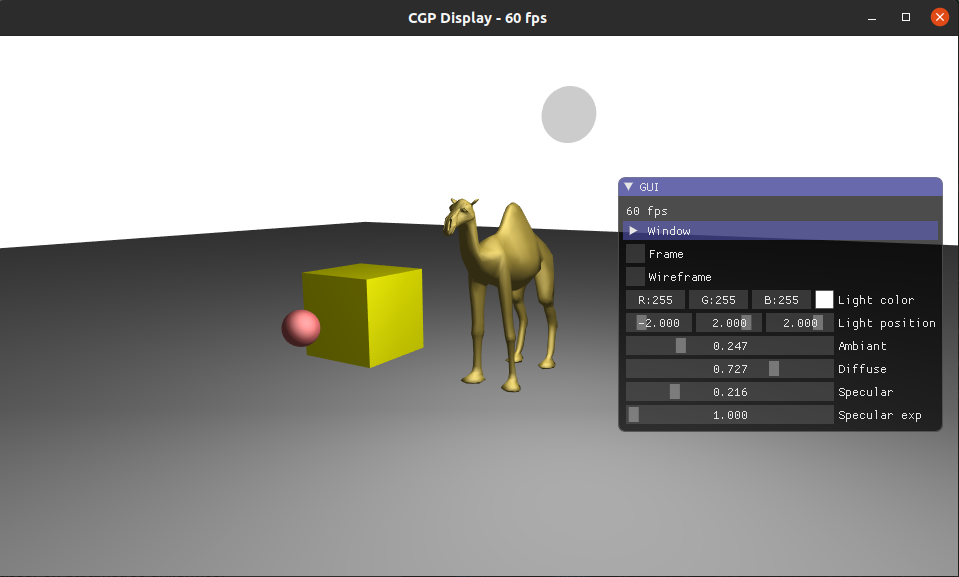 CGP Display - 60 fps
GUI
60 fps
Window
Frame
Wireframe
R:255 G:255 B:255 Light color
-2.000 2.000 2.000 Light position
0.247 Ambiant
0.727 Diffuse
0.216 Specular
1.000 Specular exp